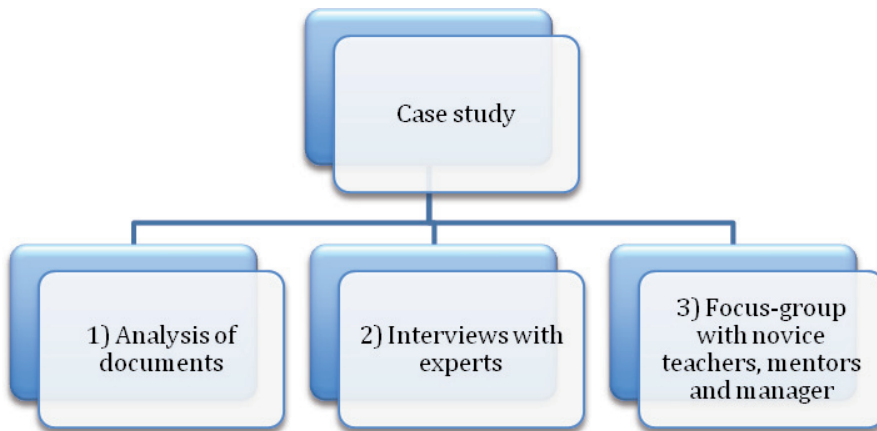 Case study
1) Analysis of
documents
2) Interviews with
experts
3) Focus-group
with novice
teachers, mentors
and manager